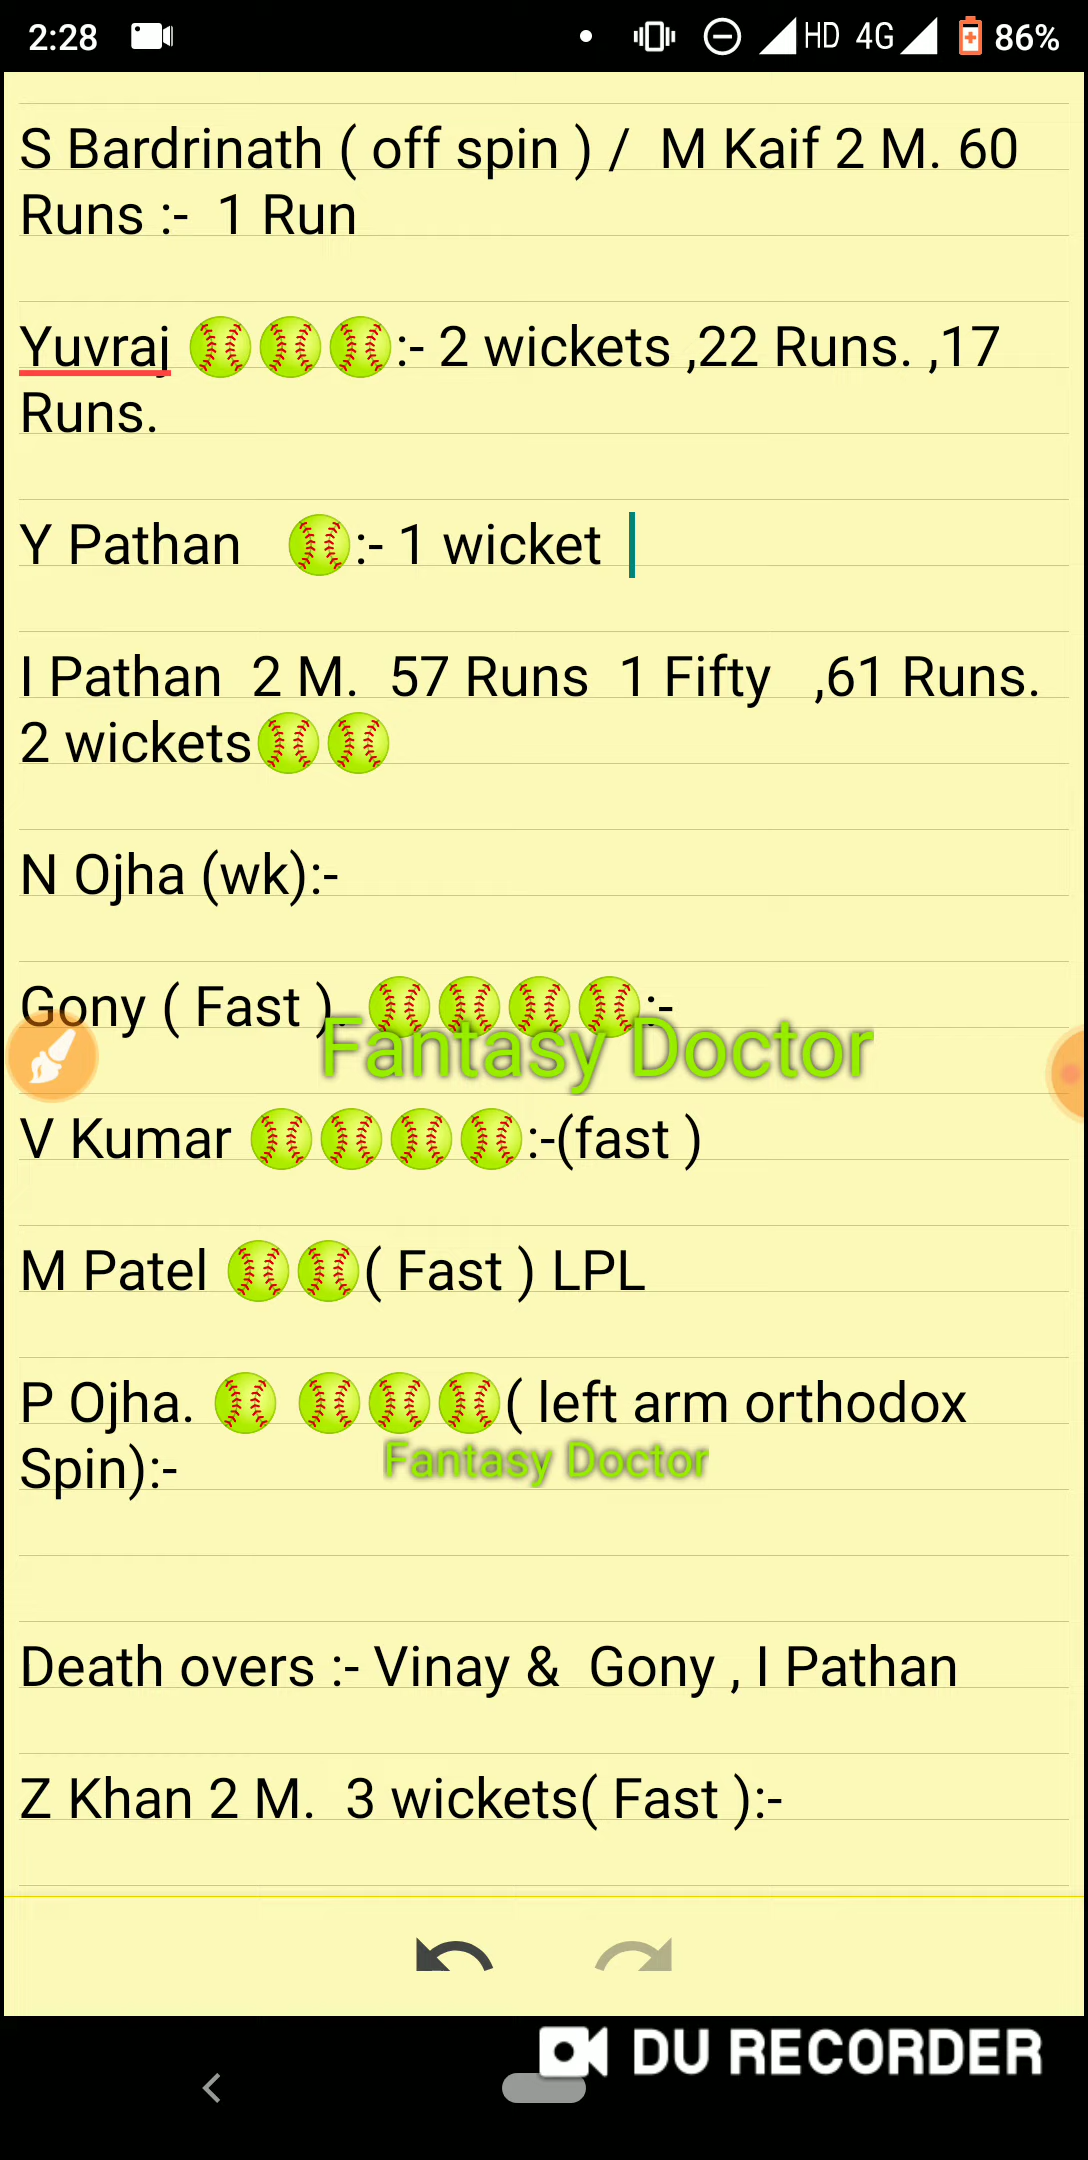 2:28 HD 4G 86%
S Bardrinath ( off spin ) / M Kaif 2 M. 60
Runs :- 1 Run
Yuvraj 🥎🥎🥎:- 2 wickets ,22 Runs. ,17
Runs.
Y Pathan 🥎:- 1 wicket
I Pathan 2 M. 57 Runs 1 Fifty ,61 Runs.
2 wickets🥎🥎
N Ojha (wk):-
Gony ( Fast ). 🥎🥎🥎🥎:-
Fantasy Doctor
V Kumar 🥎🥎🥎🥎:-(fast )
M Patel 🥎🥎( Fast ) LPL
P Ojha. 🥎 🥎🥎🥎( left arm orthodox
Spin):-
Fantasy Doctor
Death overs :- Vinay & Gony , I Pathan
Z Khan 2 M. 3 wickets( Fast ):-
DU RECORDER